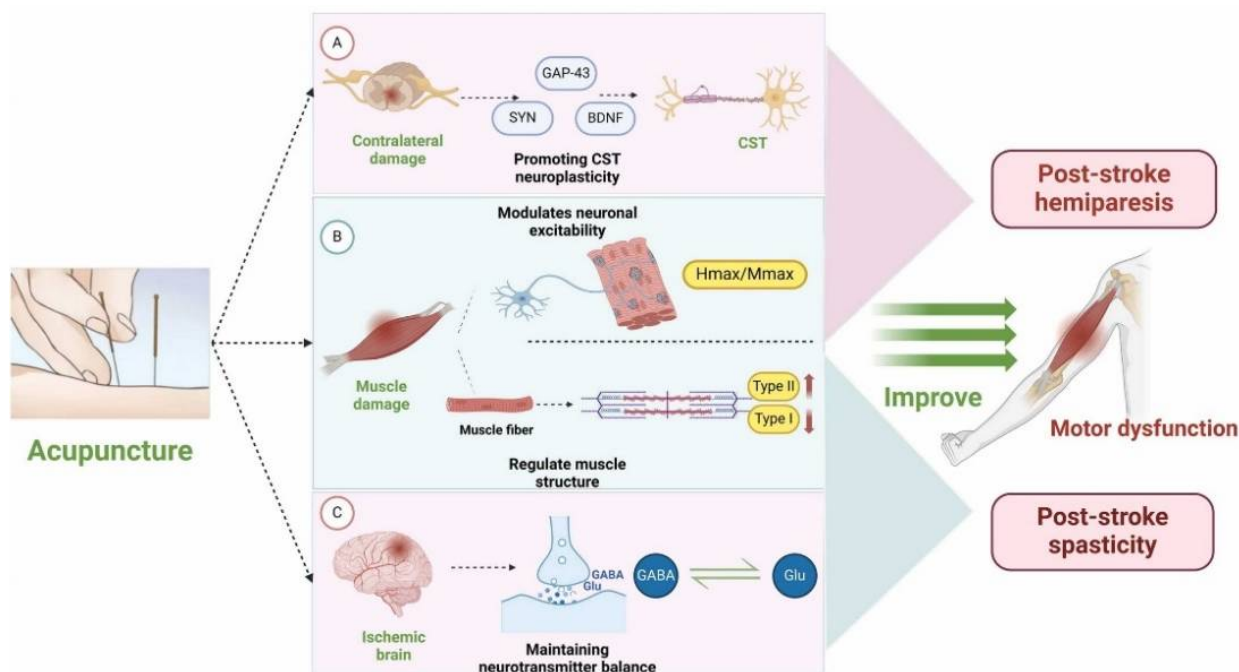 Acupuncture
A
Contralateral
damage
GAP-43
SYN
BDNF
Promoting CST
neuroplasticity
CST
B
Muscle
damage
Modulates neuronal
excitability
Hmax/Mmax
Muscle fiber
Type II
Type I
Regulate muscle
structure
C
Ischemic
brain
GABA
Glu
Maintaining
neurotransmitter balance
GABA
Glu
Improve
Post-stroke
hemiparesis
Motor dysfunction
Post-stroke
spasticity